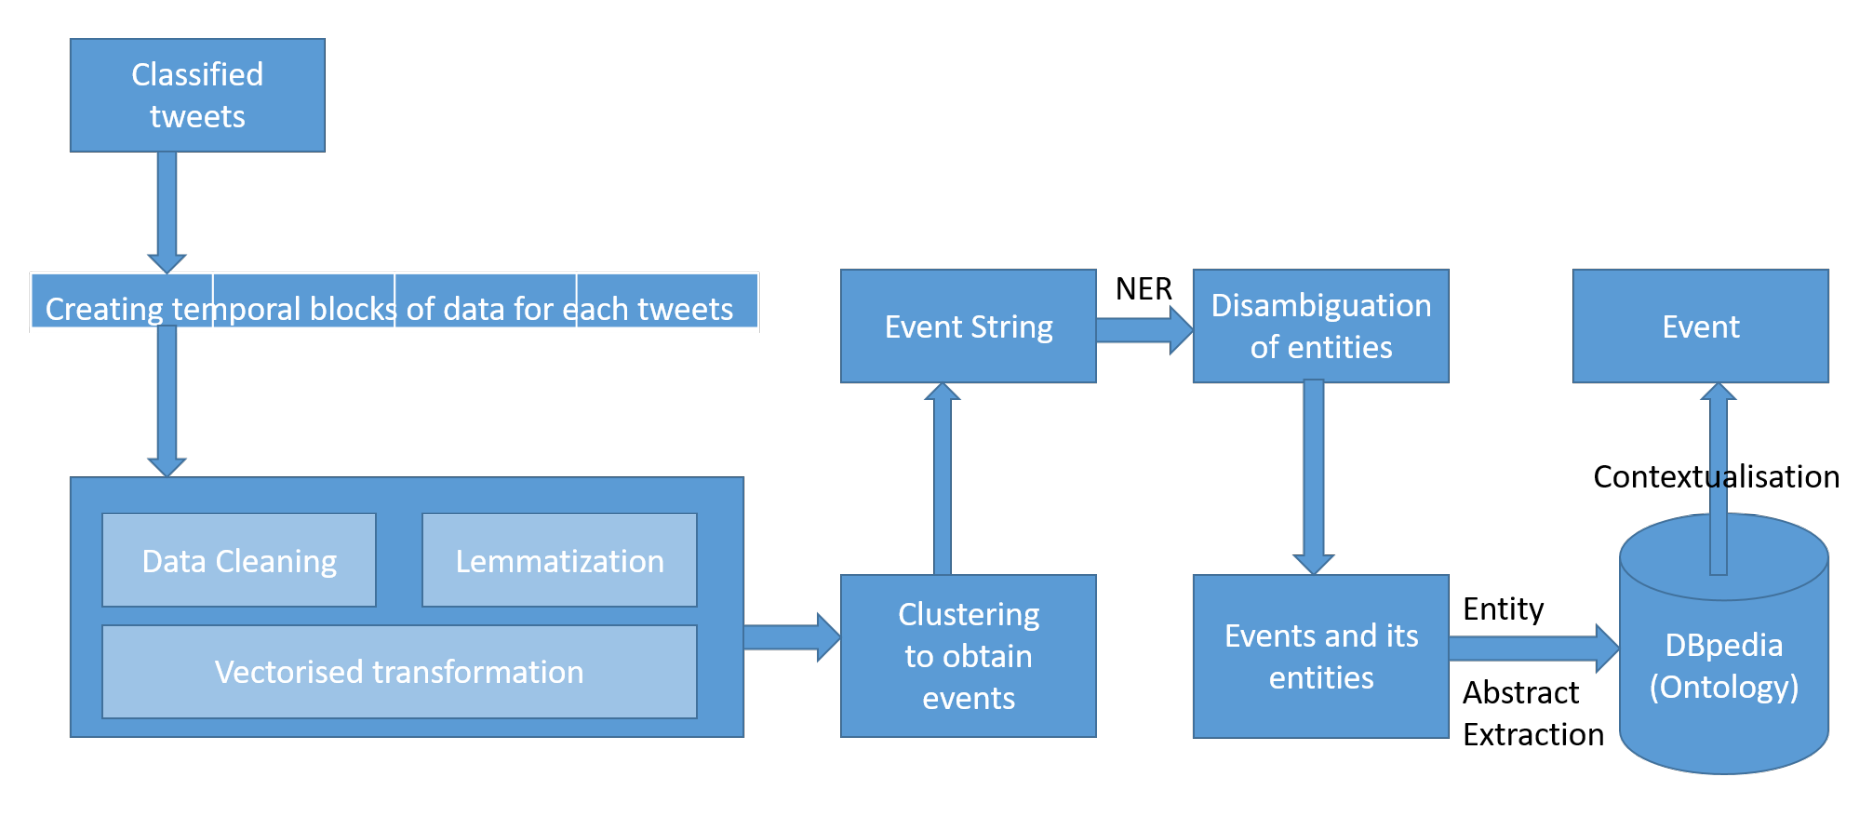 Classified
tweets
Creating temporal blocks of data for each tweets
Data Cleaning
Lemmatization
Vectorised transformation
Clustering
to obtain
events
Event String
NER
Disambiguation
of entities
Events and its
entities
Entity
Abstract
Extraction
DBpedia
(Ontology)
Contextualisation
Event